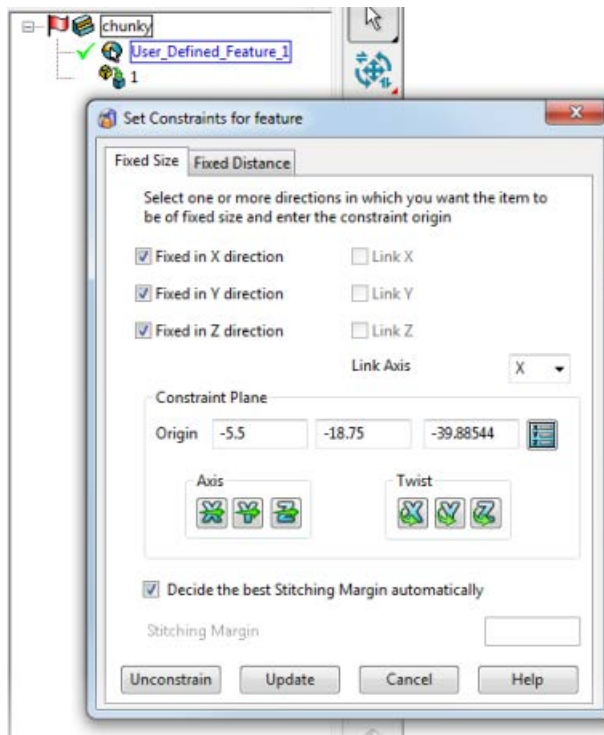 chunky
User_Defined_Feature_1
1
Set Constraints for feature
Fixed Size Fixed Distance
Select one or more directions in which you want the item to
be of fixed size and enter the constraint origin
Fixed in X direction Link X
Fixed in Y direction Link Y
Fixed in Z direction Link Z
Link Axis X
Constraint Plane
Origin -5.5 -18.75 -39.88544
Axis Twist
X Y Z X Y Z
Decide the best Stitching Margin automatically
Stitching Margin
Unconstrain Update Cancel Help